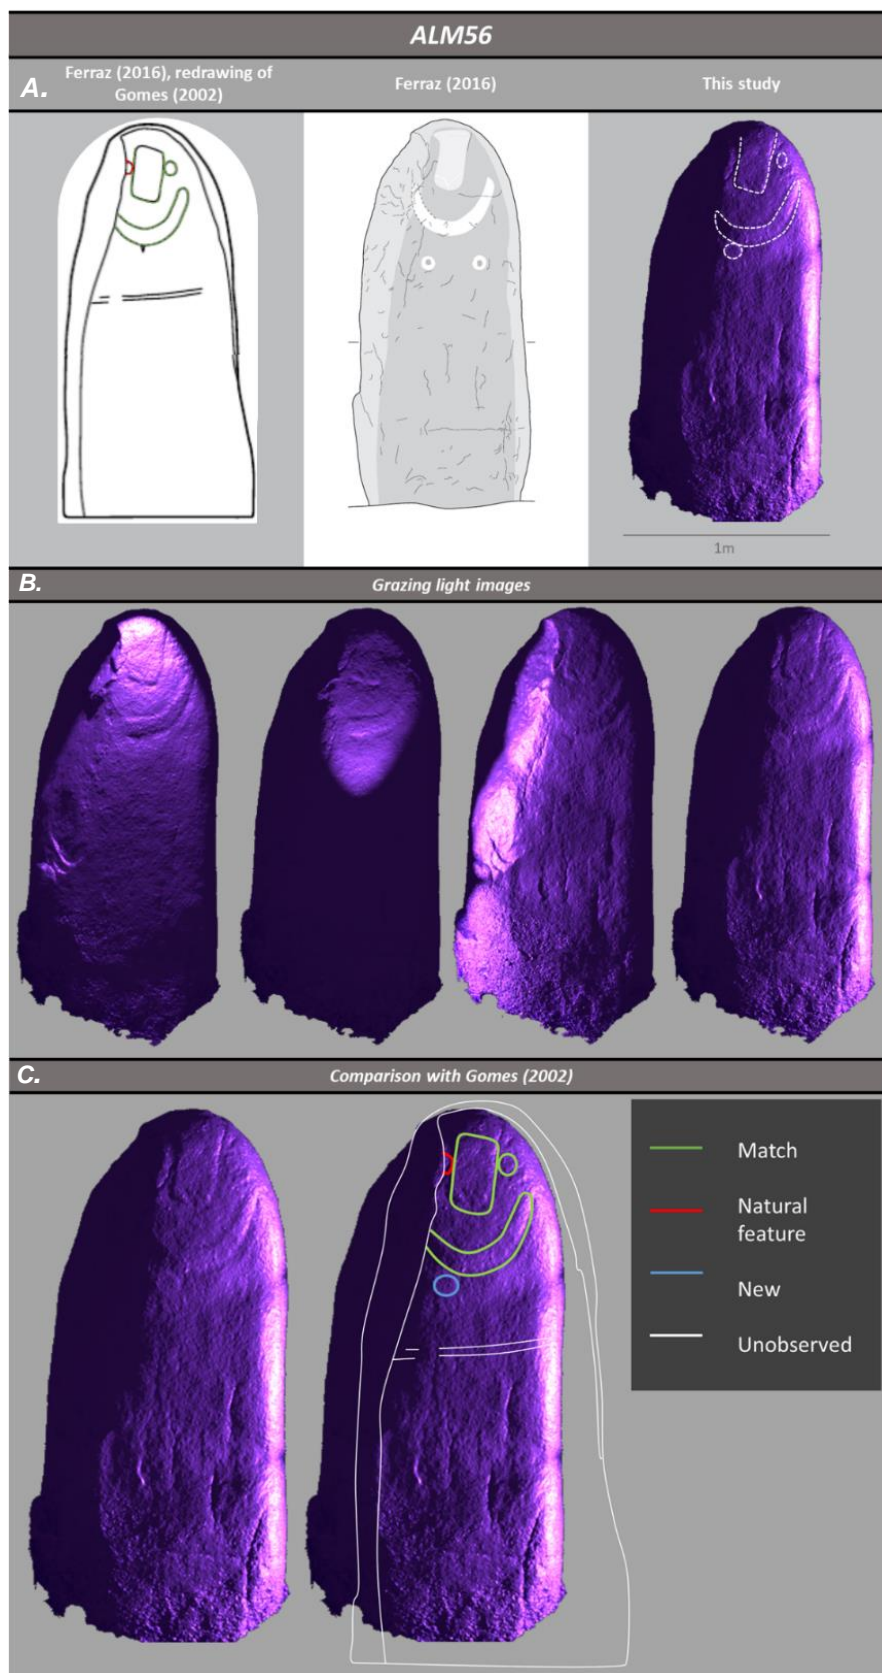 ALM56
A.
Ferraz (2016), redrawing of
Gomes (2002)
Ferraz (2016)
This study
1m
B.
Grazing light images
C.
Comparison with Gomes (2002)
Match
Natural
feature
New
Unobserved